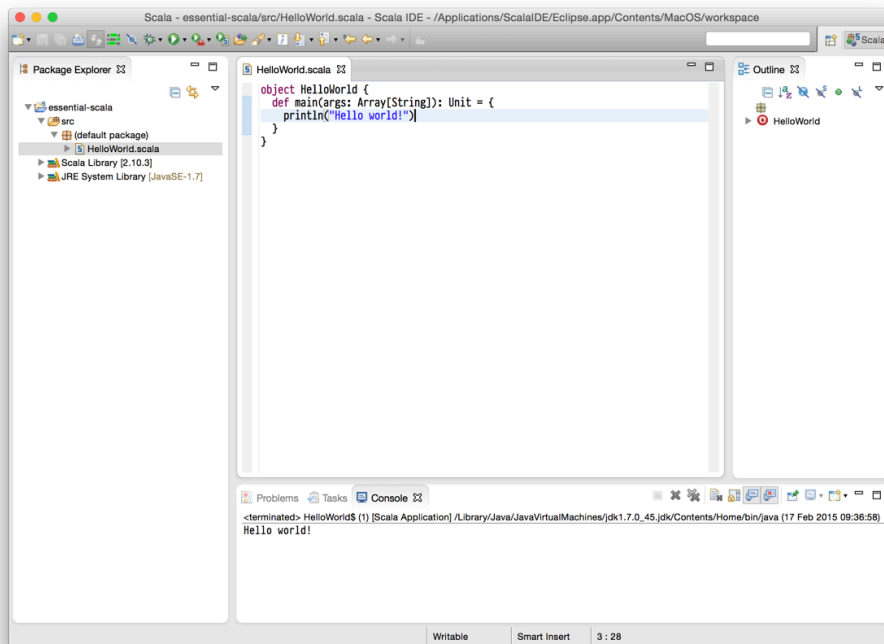 Scala - essential-scala/src/HelloWorld.scala - Scala IDE - /Applications/ScalaIDE/Eclipse.app/Contents/MacOS/workspace
Scala
Package Explorer
essential-scala
src
(default package)
HelloWorld.scala
Scala Library [2.10.3]
JRE System Library [JavaSE-1.7]
HelloWorld.scala
object HelloWorld {
  def main(args: Array[String]): Unit = {
    println("Hello world!")
  }
}
Outline
HelloWorld
Problems
Tasks
Console
<terminated> HelloWorld$ (1) [Scala Application] /Library/Java/JavaVirtualMachines/jdk1.7.0_45.jdk/Contents/Home/bin/java (17 Feb 2015 09:36:58)
Hello world!
Writable
Smart Insert
3 : 28